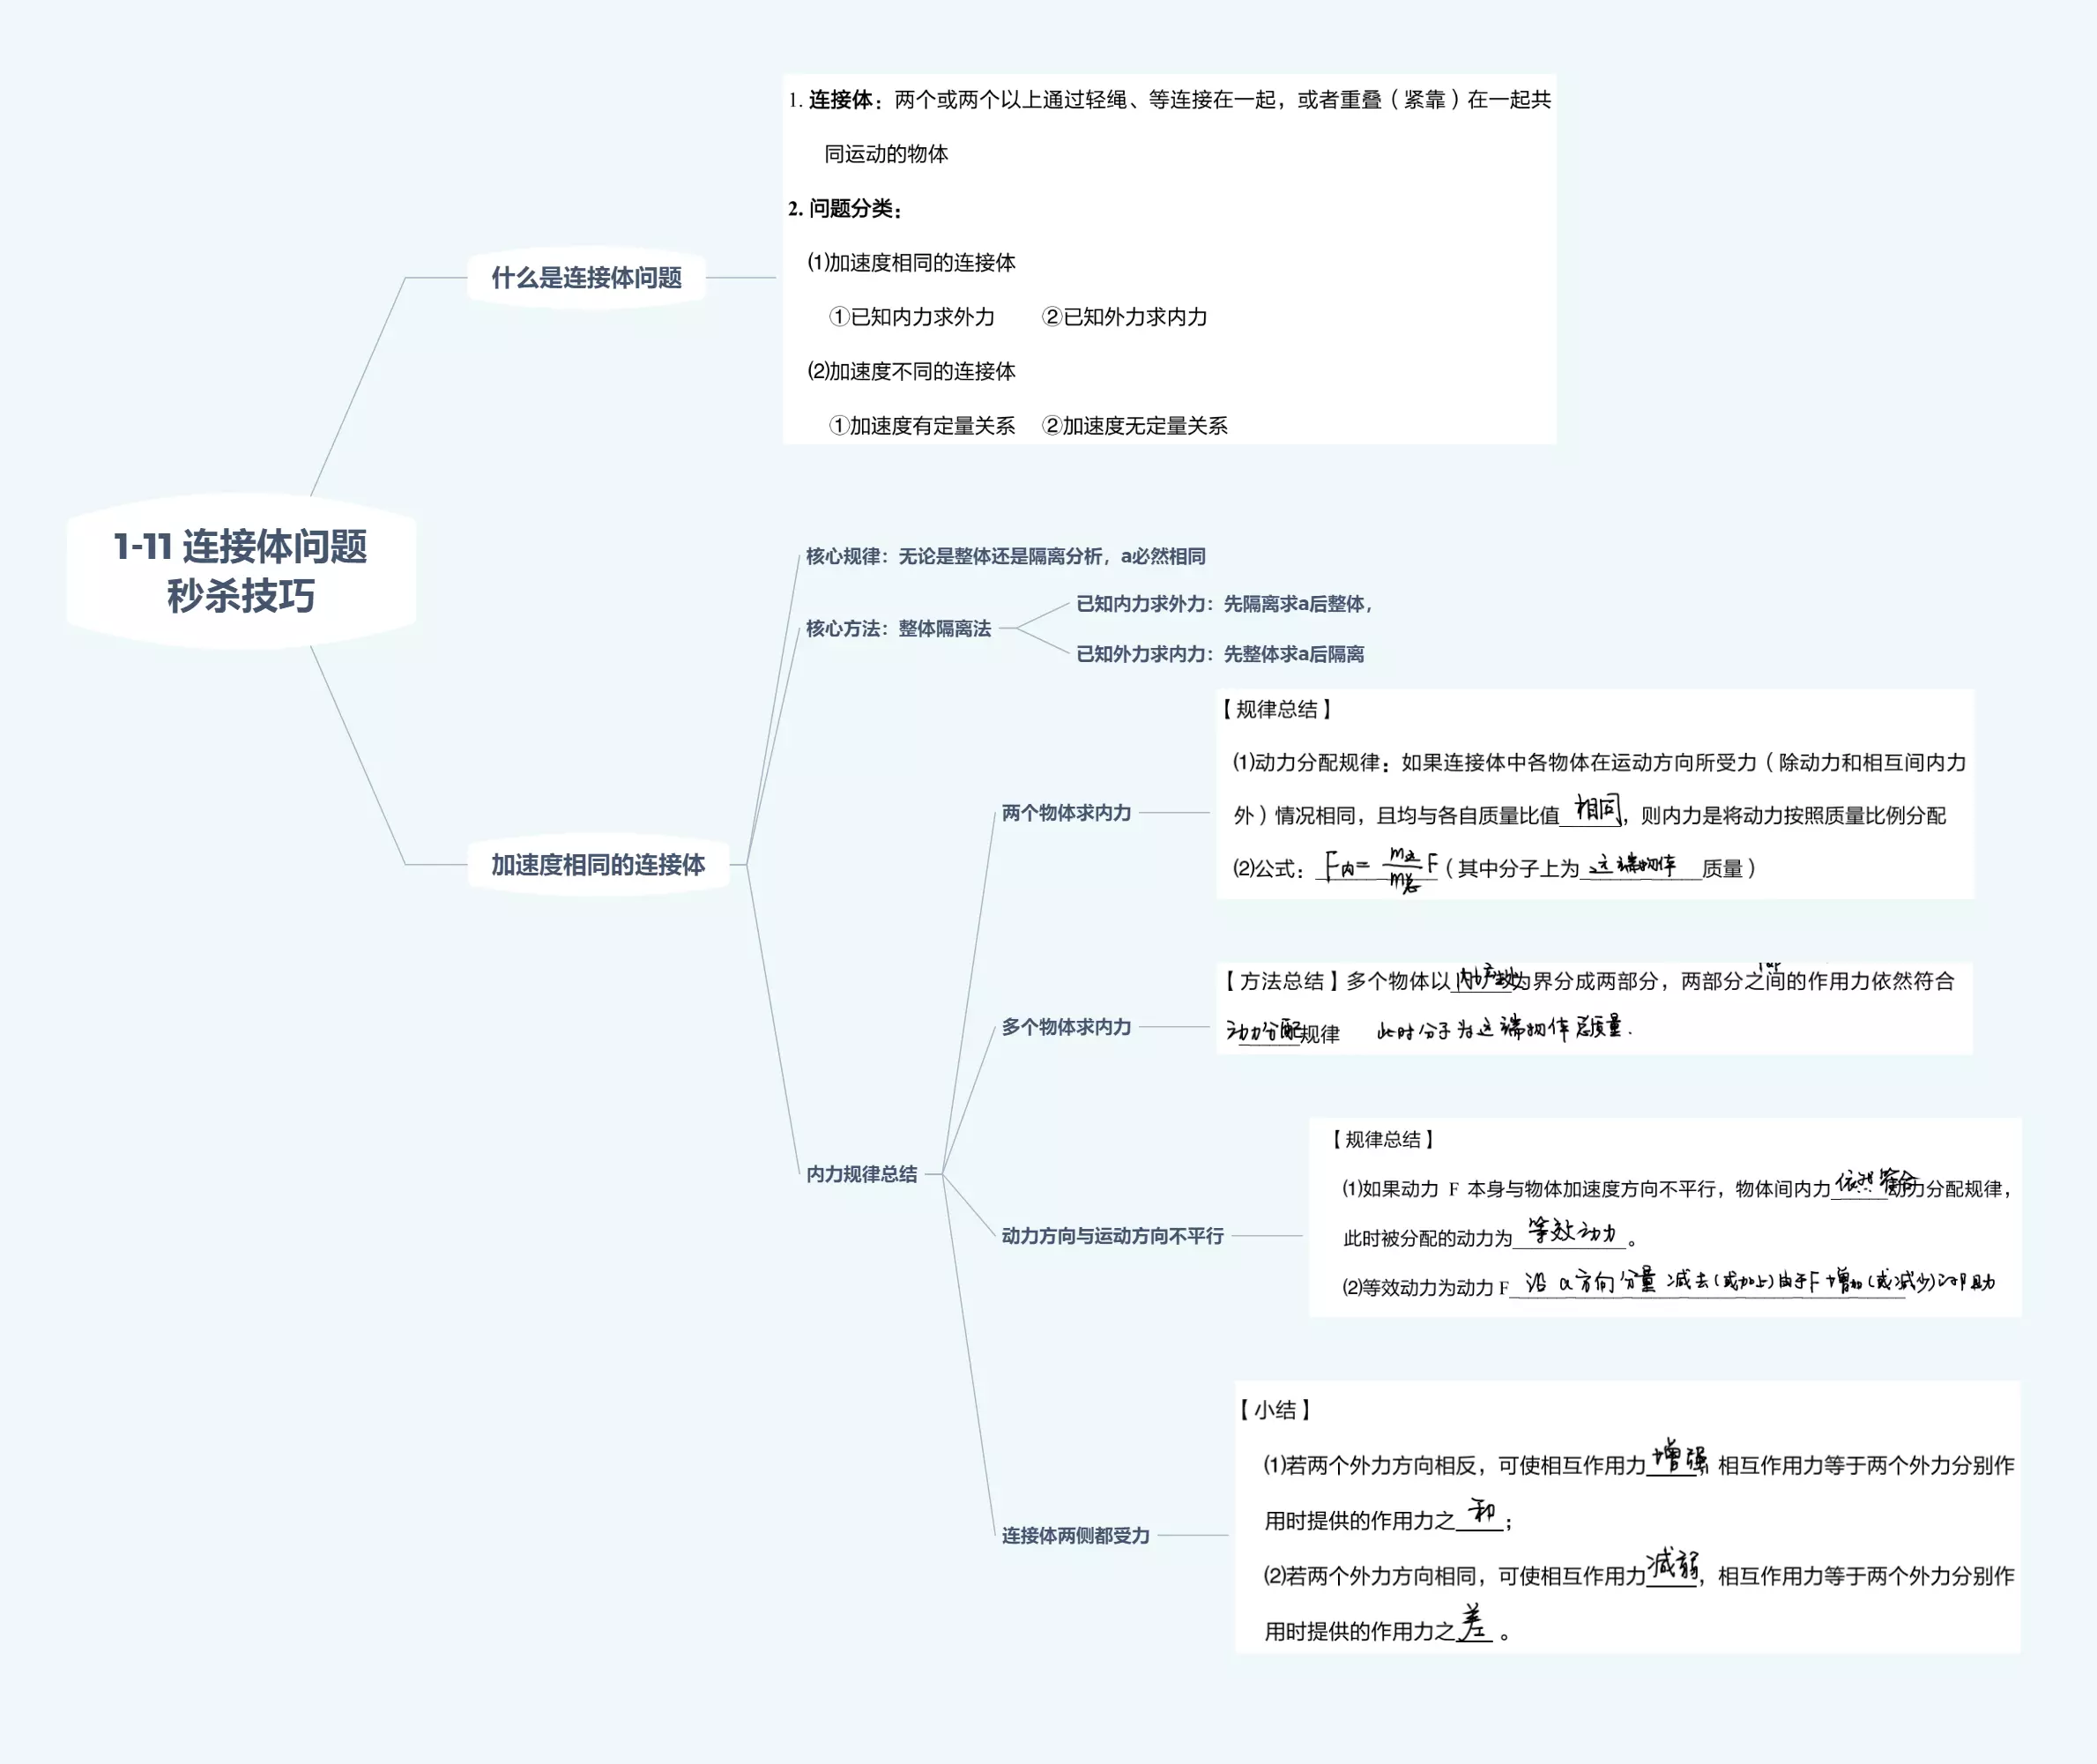 1-11 连接体问题
秒杀技巧
什么是连接体问题
1. 连接体：两个或两个以上通过轻绳、等连接在一起，或者重叠（紧靠）在一起共
同运动的物体
2. 问题分类：
⑴加速度相同的连接体
①已知内力求外力 ②已知外力求内力
⑵加速度不同的连接体
①加速度有定量关系 ②加速度无定量关系
加速度相同的连接体
核心规律：无论是整体还是隔离分析，a必然相同
核心方法：整体隔离法
已知内力求外力：先隔离求a后整体，
已知外力求内力：先整体求a后隔离
内力规律总结
两个物体求内力
【规律总结】
⑴动力分配规律：如果连接体中各物体在运动方向所受力（除动力和相互间内力
外）情况相同，且均与各自质量比值相同，则内力是将动力按照质量比例分配
⑵公式：F内=m这/m总 F（其中分子上为这端物体质量）
多个物体求内力
【方法总结】多个物体以内力处为界分成两部分，两部分之间的作用力依然符合
动力分配规律 此时分子为这端物体总质量.
动力方向与运动方向不平行
【规律总结】
⑴如果动力 F 本身与物体加速度方向不平行，物体间内力依然符合动力分配规律，
此时被分配的动力为等效动力。
⑵等效动力为动力 F沿a方向分量 减去(或加上)由于F增加(或减少)的阻力
连接体两侧都受力
【小结】
⑴若两个外力方向相反，可使相互作用力增强，相互作用力等于两个外力分别作
用时提供的作用力之和；
⑵若两个外力方向相同，可使相互作用力减弱，相互作用力等于两个外力分别作
用时提供的作用力之差。